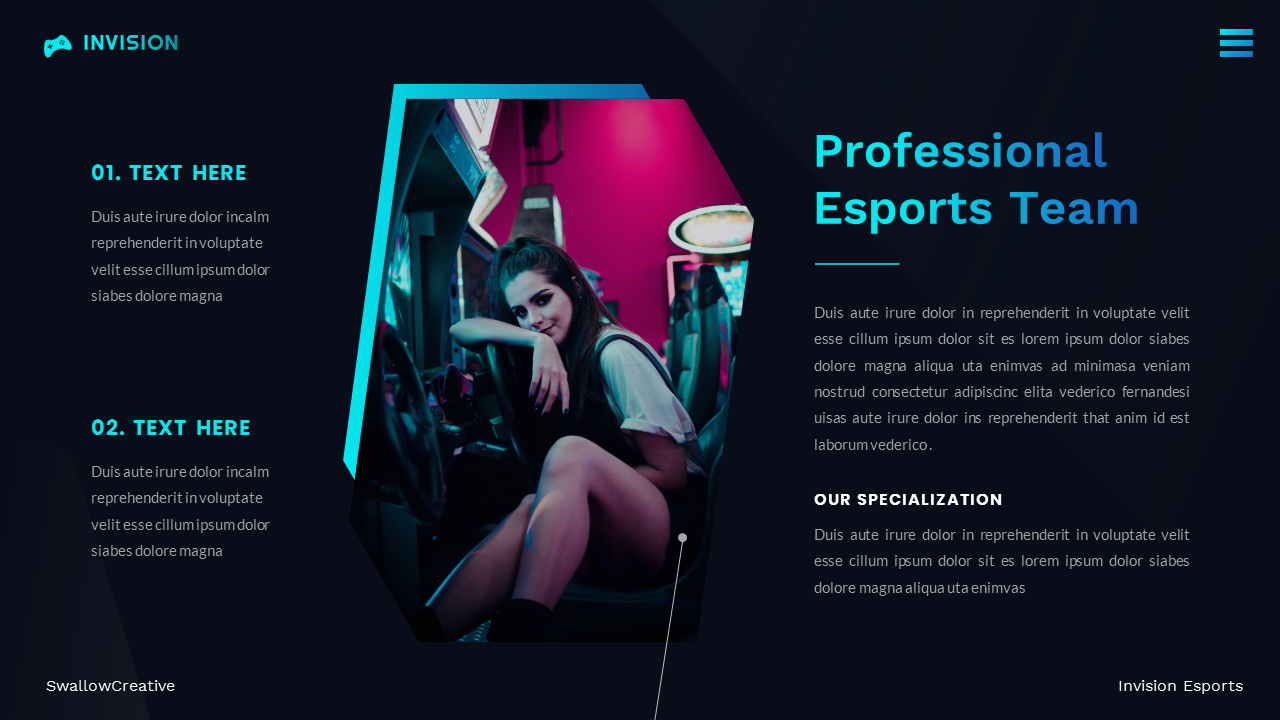 INVISION
01. TEXT HERE
Duis aute irure dolor incalm
reprehenderit in voluptate
velit esse cillum ipsum dolor
siabes dolore magna
02. TEXT HERE
Duis aute irure dolor incalm
reprehenderit in voluptate
velit esse cillum ipsum dolor
siabes dolore magna
Professional
Esports Team
Duis aute irure dolor in reprehenderit in voluptate velit
esse cillum ipsum dolor sit es lorem ipsum dolor siabes
dolore magna aliqua uta enimvas ad minimasa veniam
nostrud consectetur adipiscinc elita vederico fernandesi
uisas aute irure dolor ins reprehenderit that anim id est
laborum vederico .
OUR SPECIALIZATION
Duis aute irure dolor in reprehenderit in voluptate velit
esse cillum ipsum dolor sit es lorem ipsum dolor siabes
dolore magna aliqua uta enimvas
SwallowCreative
Invision Esports